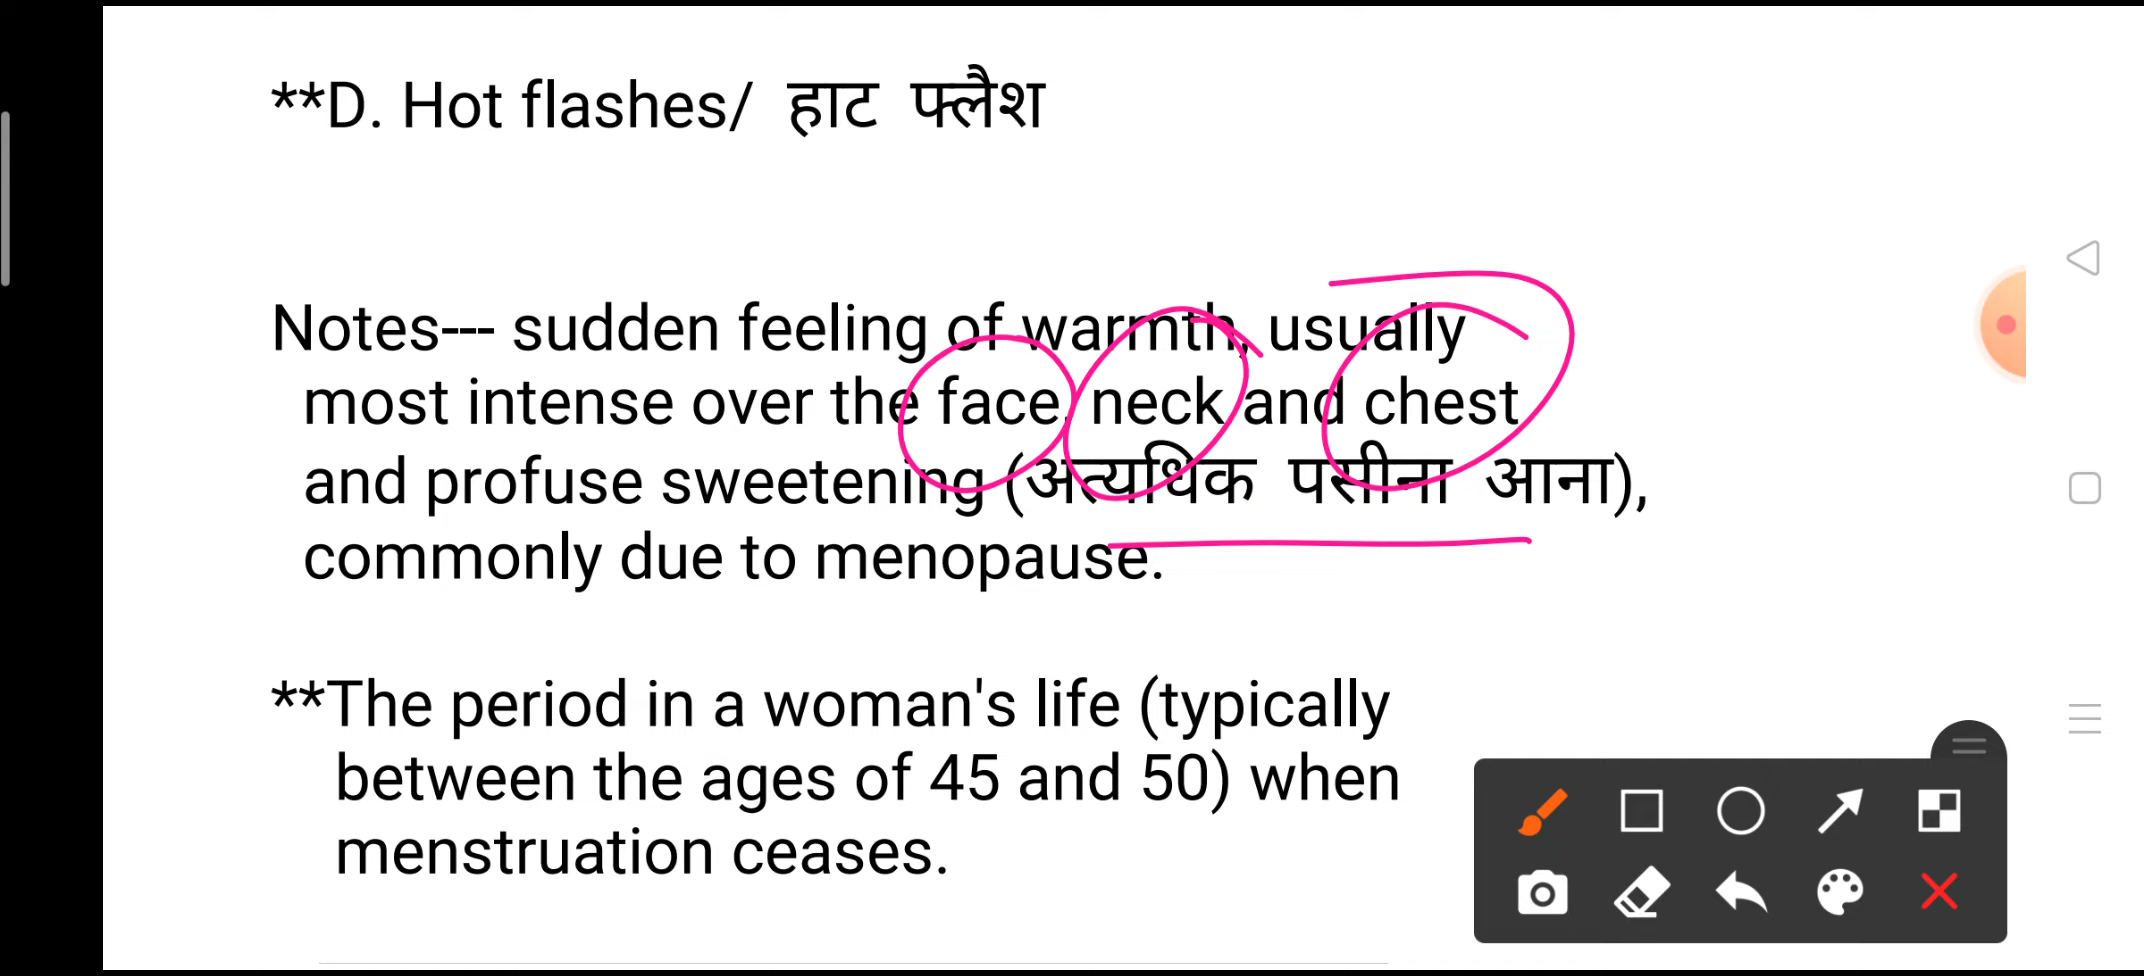 **D. Hot flashes/ हाट फ्लैश
Notes--- sudden feeling of warmth, usually
most intense over the face, neck and chest
and profuse sweetening (अत्यधिक पसीना आना),
commonly due to menopause.
**The period in a woman's life (typically
between the ages of 45 and 50) when
menstruation ceases.